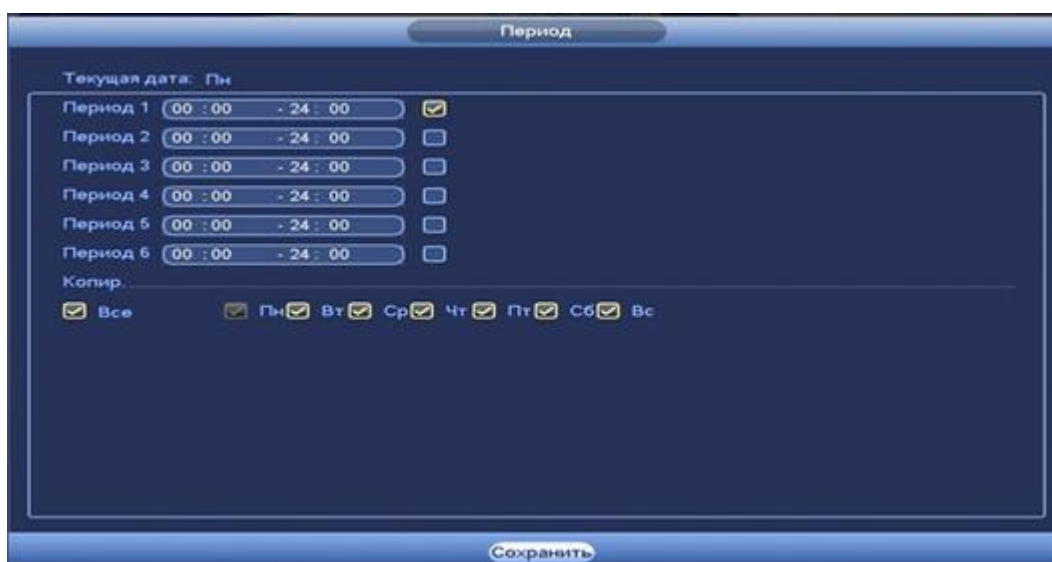 Период
Текущая дата: Пн
Период 1 00 : 00 - 24 : 00
Период 2 00 : 00 - 24 : 00
Период 3 00 : 00 - 24 : 00
Период 4 00 : 00 - 24 : 00
Период 5 00 : 00 - 24 : 00
Период 6 00 : 00 - 24 : 00
Копир.
Все Пн Вт Ср Чт Пт Сб Вс
Сохранить